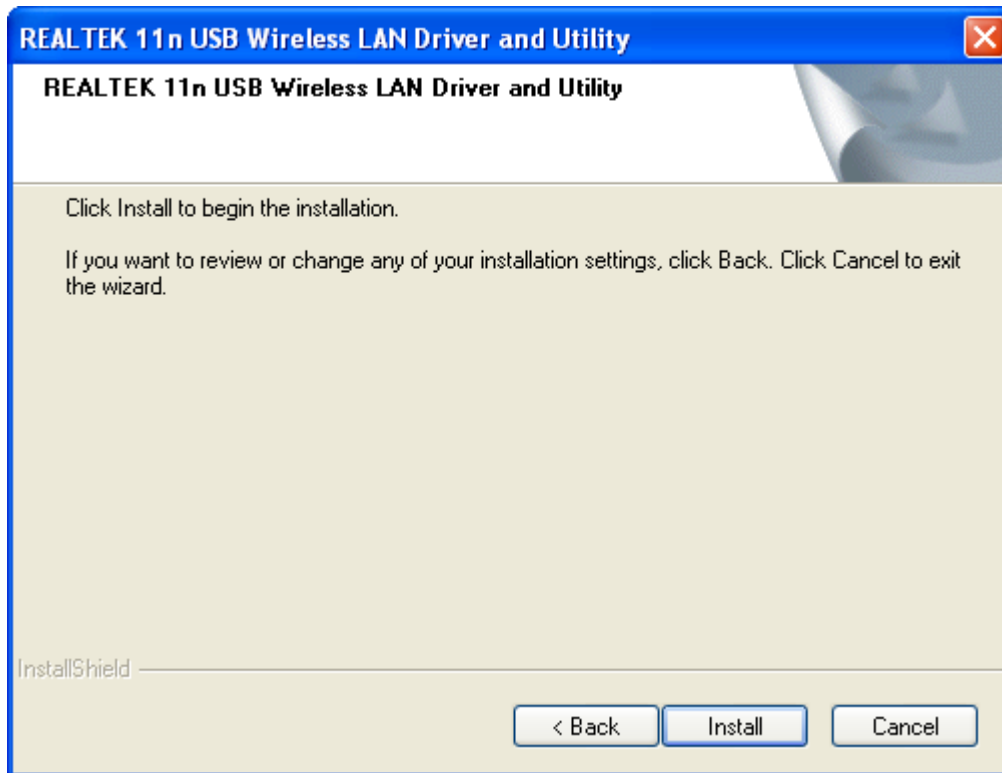 REALTEK 11n USB Wireless LAN Driver and Utility
REALTEK 11n USB Wireless LAN Driver and Utility
Click Install to begin the installation.
If you want to review or change any of your installation settings, click Back. Click Cancel to exit
the wizard.
InstallShield
< Back
Install
Cancel